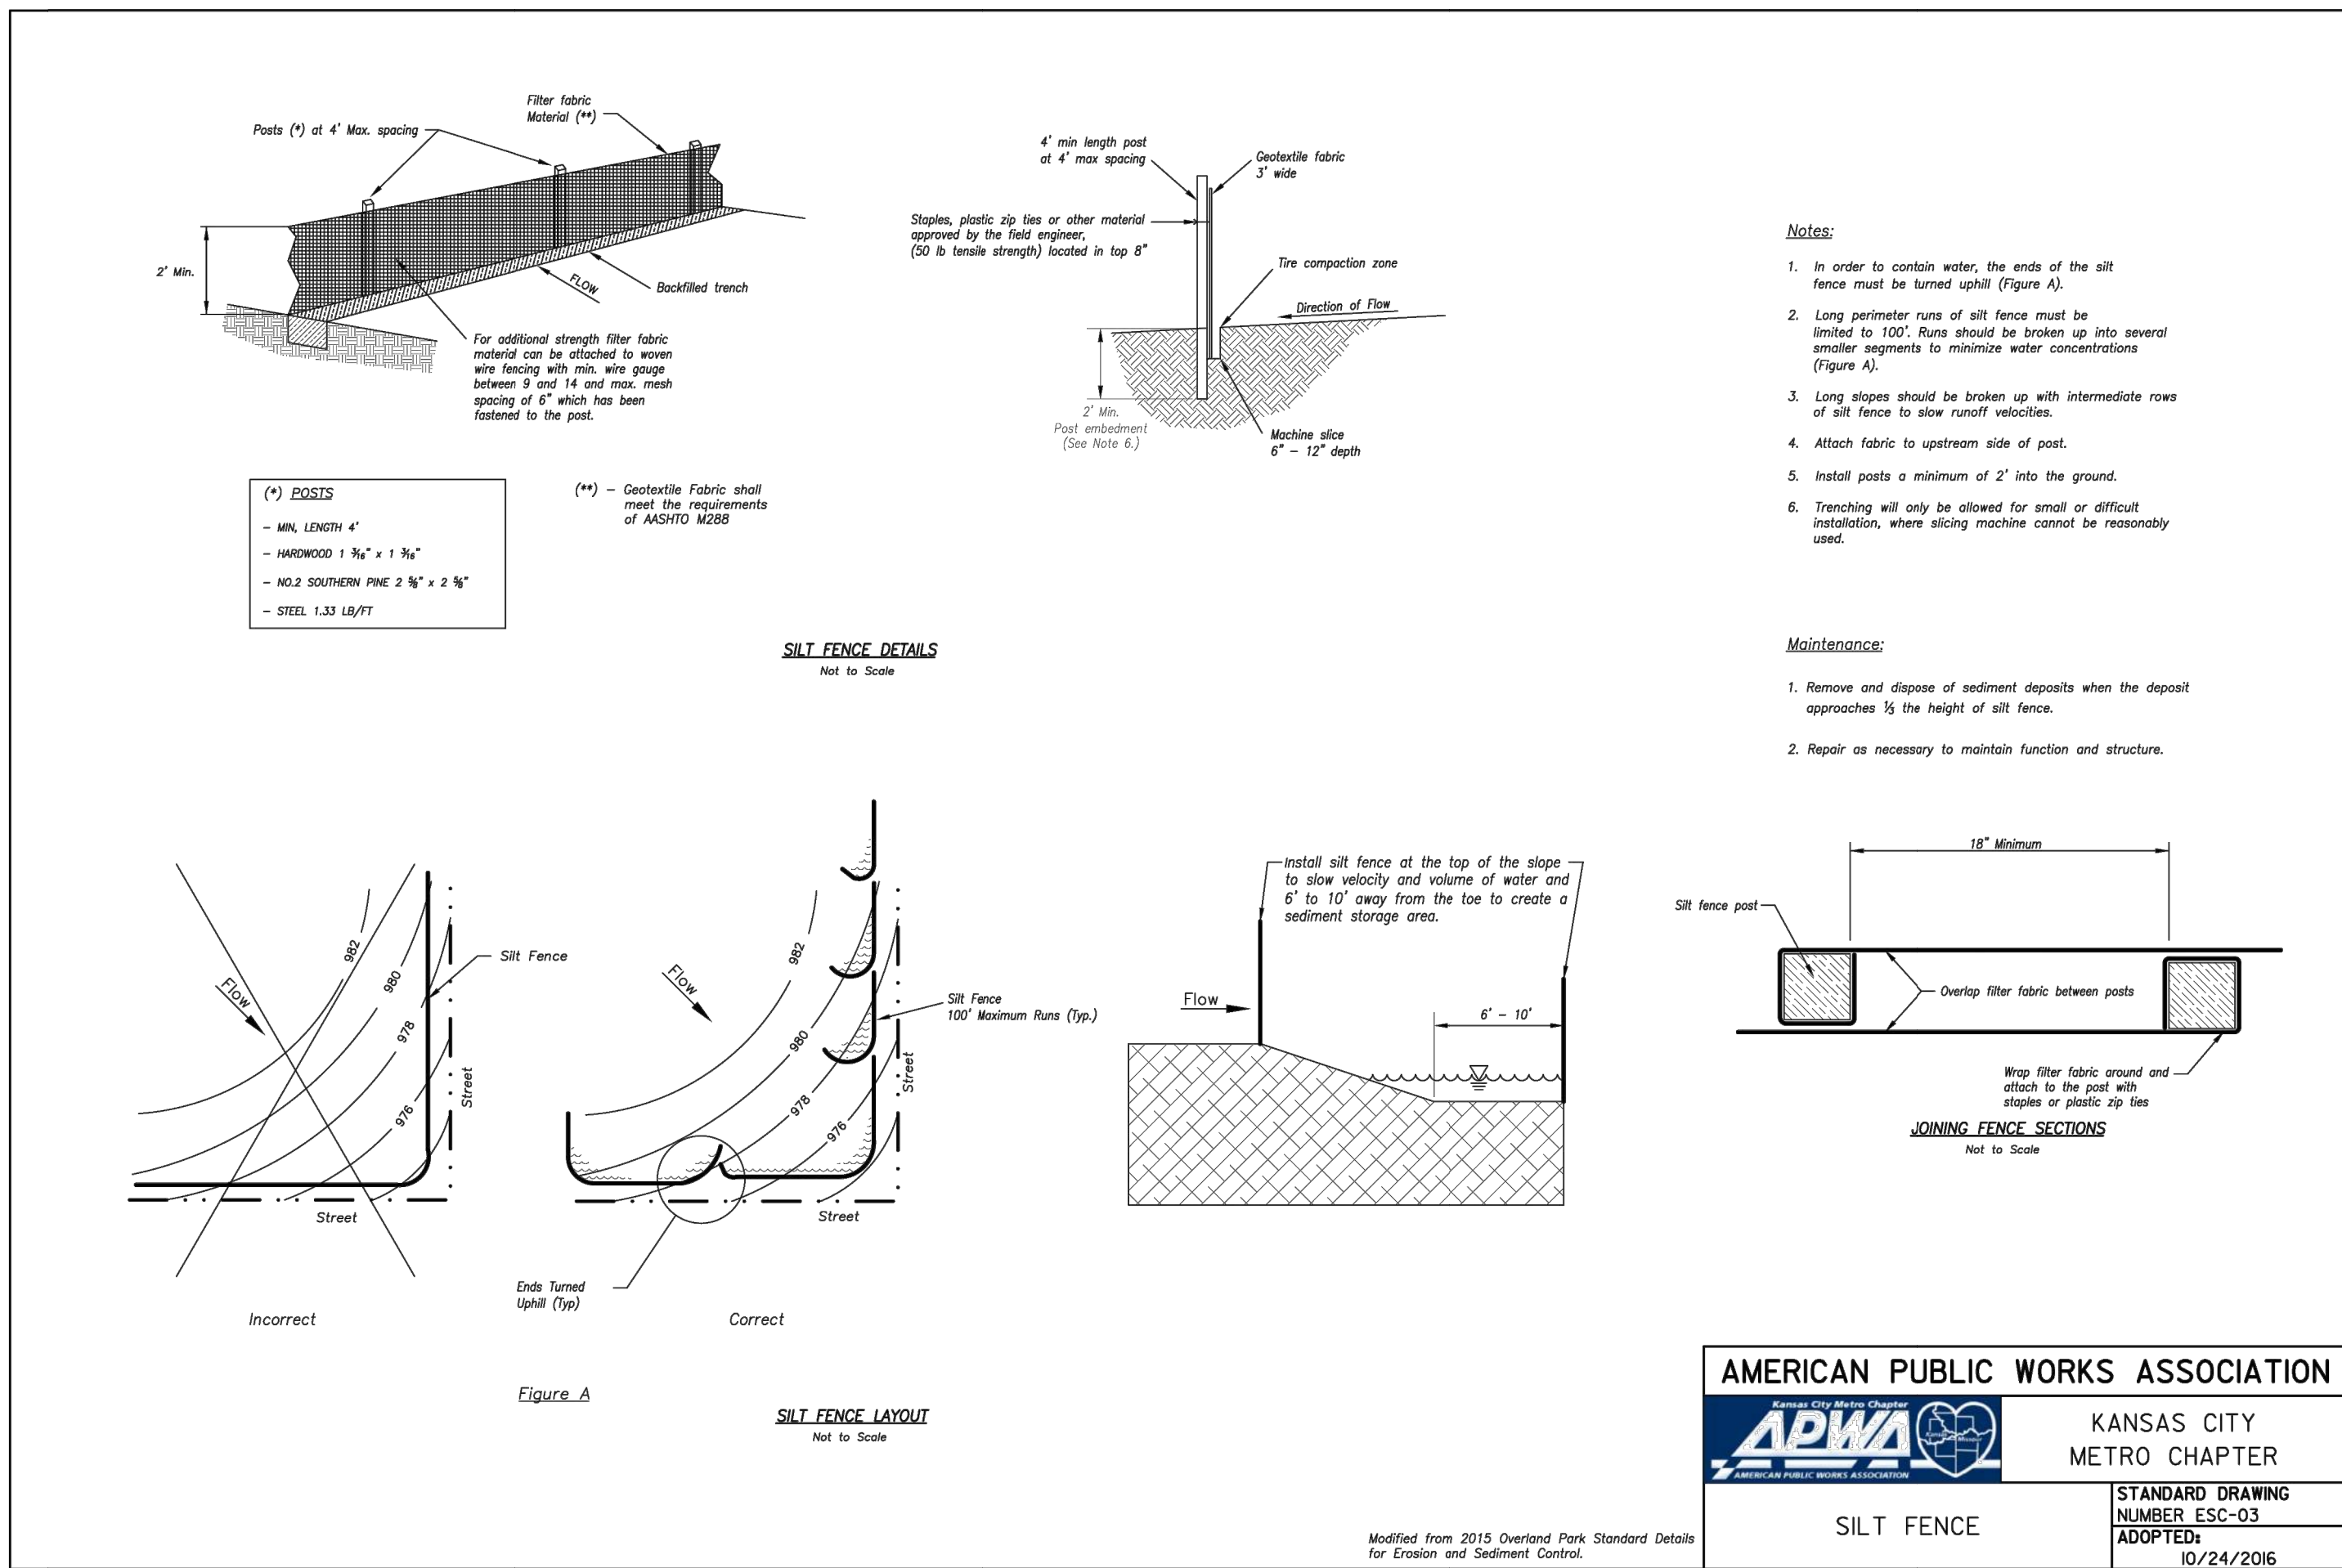 Filter fabric
Material (**)
Posts (*) at 4' Max. spacing
2' Min.
FLOW
Backfilled trench
For additional strength filter fabric
material can be attached to woven
wire fencing with min. wire gauge
between 9 and 14 and max. mesh
spacing of 6" which has been
fastened to the post.
(*) POSTS
- MIN, LENGTH 4'
- HARDWOOD 1 3/16" x 1 3/16"
- NO.2 SOUTHERN PINE 2 5/8" x 2 5/8"
- STEEL 1.33 LB/FT
(**) - Geotextile Fabric shall
meet the requirements
of AASHTO M288
4' min length post
at 4' max spacing
Geotextile fabric
3' wide
Staples, plastic zip ties or other material
approved by the field engineer,
(50 lb tensile strength) located in top 8"
Tire compaction zone
Direction of Flow
2' Min.
Post embedment
(See Note 6.)
Machine slice
6" - 12" depth
SILT FENCE DETAILS
Not to Scale
Notes:
1. In order to contain water, the ends of the silt
fence must be turned uphill (Figure A).
2. Long perimeter runs of silt fence must be
limited to 100'. Runs should be broken up into several
smaller segments to minimize water concentrations
(Figure A).
3. Long slopes should be broken up with intermediate rows
of silt fence to slow runoff velocities.
4. Attach fabric to upstream side of post.
5. Install posts a minimum of 2' into the ground.
6. Trenching will only be allowed for small or difficult
installation, where slicing machine cannot be reasonably
used.
Maintenance:
1. Remove and dispose of sediment deposits when the deposit
approaches 1/3 the height of silt fence.
2. Repair as necessary to maintain function and structure.
982
980
978
976
Flow
Silt Fence
Street
Street
Incorrect
982
980
978
976
Flow
Silt Fence
100' Maximum Runs (Typ.)
Street
Street
Ends Turned
Uphill (Typ)
Correct
Figure A
SILT FENCE LAYOUT
Not to Scale
Install silt fence at the top of the slope
to slow velocity and volume of water and
6' to 10' away from the toe to create a
sediment storage area.
Flow
6' - 10'
18" Minimum
Silt fence post
Overlap filter fabric between posts
Wrap filter fabric around and
attach to the post with
staples or plastic zip ties
JOINING FENCE SECTIONS
Not to Scale
Modified from 2015 Overland Park Standard Details
for Erosion and Sediment Control.
AMERICAN PUBLIC WORKS ASSOCIATION
Kansas City Metro Chapter
APWA
Kansas Missouri
AMERICAN PUBLIC WORKS ASSOCIATION
KANSAS CITY
METRO CHAPTER
SILT FENCE
STANDARD DRAWING
NUMBER ESC-03
ADOPTED:
10/24/2016